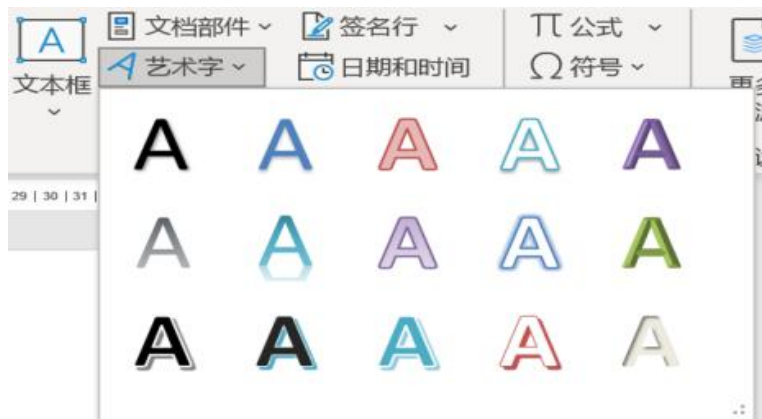 文档部件 签名行 π 公式
A 艺术字 日期和时间 Ω 符号
文本框
29 | 30 | 31 |
A A A A A
A A A A A
A A A A A